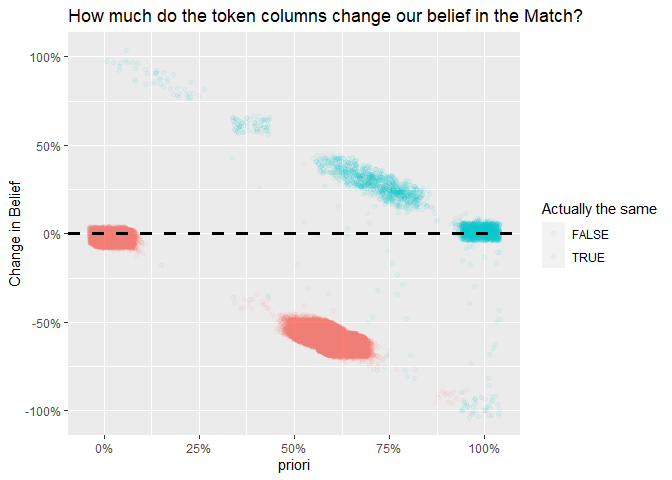 How much do the token columns change our belief in the Match?
100%
50%
0%
-50%
-100%
Change in Belief
0%
25%
50%
75%
100%
priori
Actually the same
FALSE
TRUE